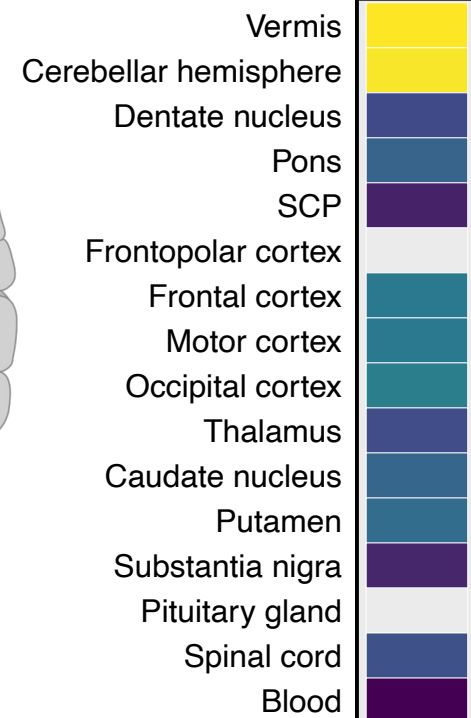 Vermis
Cerebellar hemisphere
Dentate nucleus
Pons
SCP
Frontopolar cortex
Frontal cortex
Motor cortex
Occipital cortex
Thalamus
Caudate nucleus
Putamen
Substantia nigra
Pituitary gland
Spinal cord
Blood